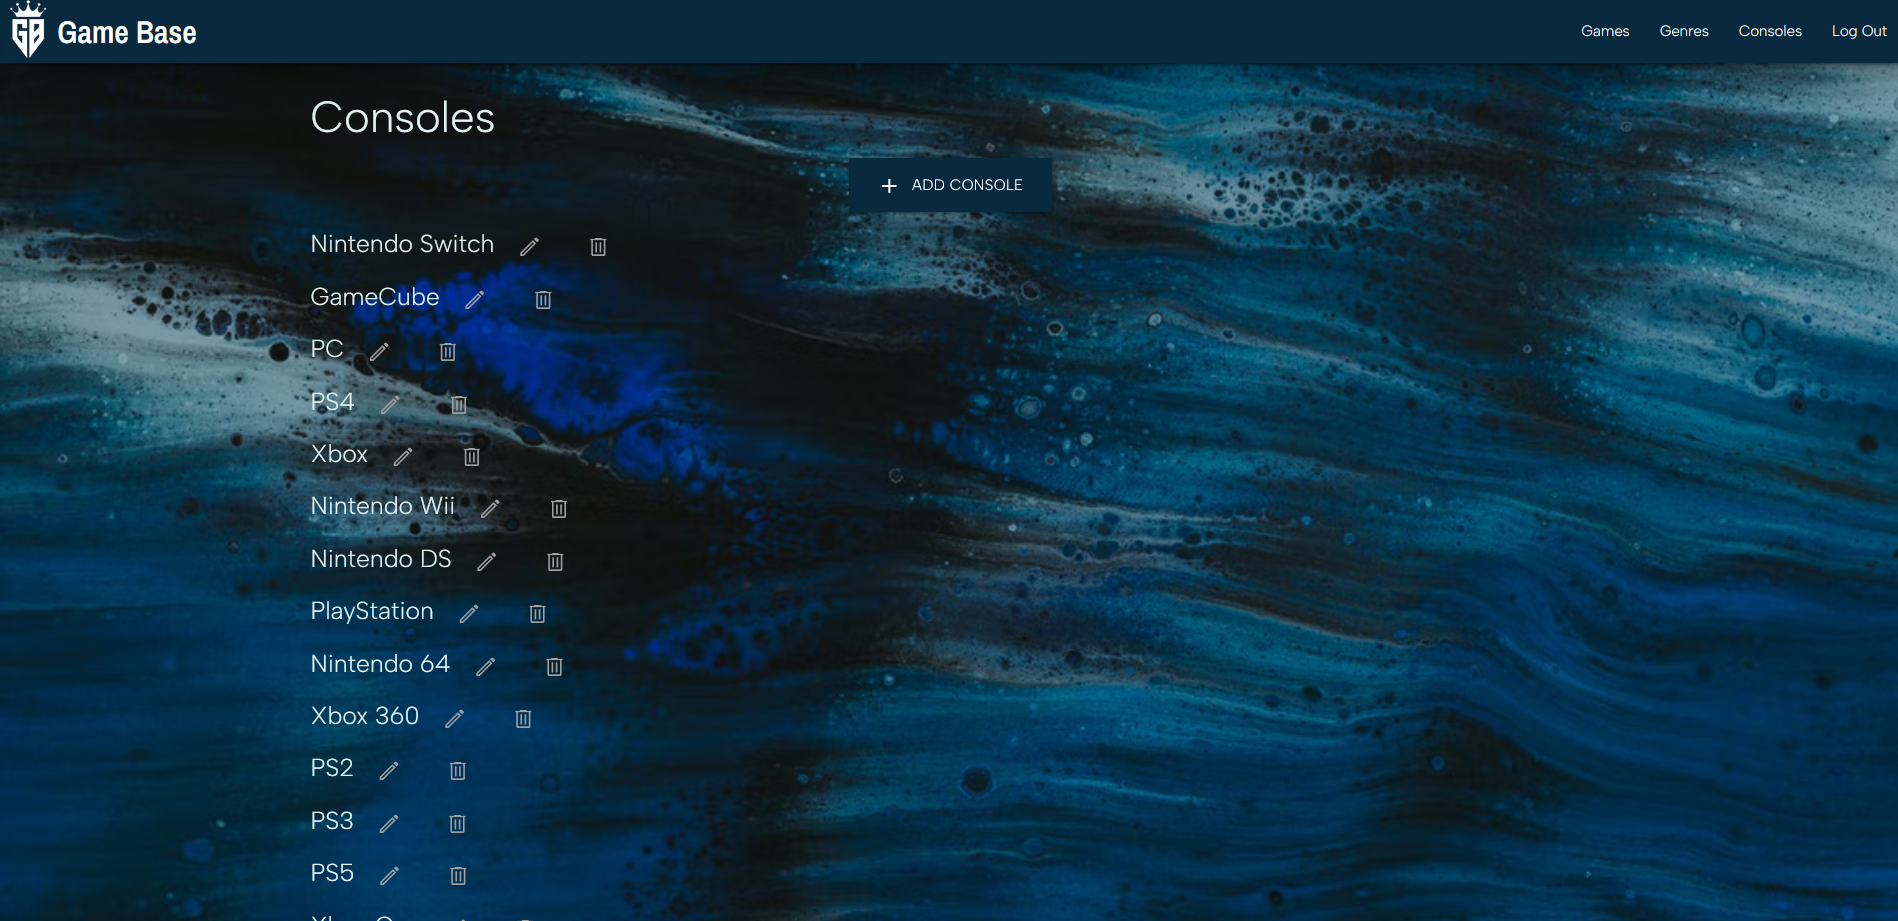 GB Game Base
Games Genres Consoles Log Out
Consoles
+ ADD CONSOLE
Nintendo Switch
GameCube
PC
PS4
Xbox
Nintendo Wii
Nintendo DS
PlayStation
Nintendo 64
Xbox 360
PS2
PS3
PS5